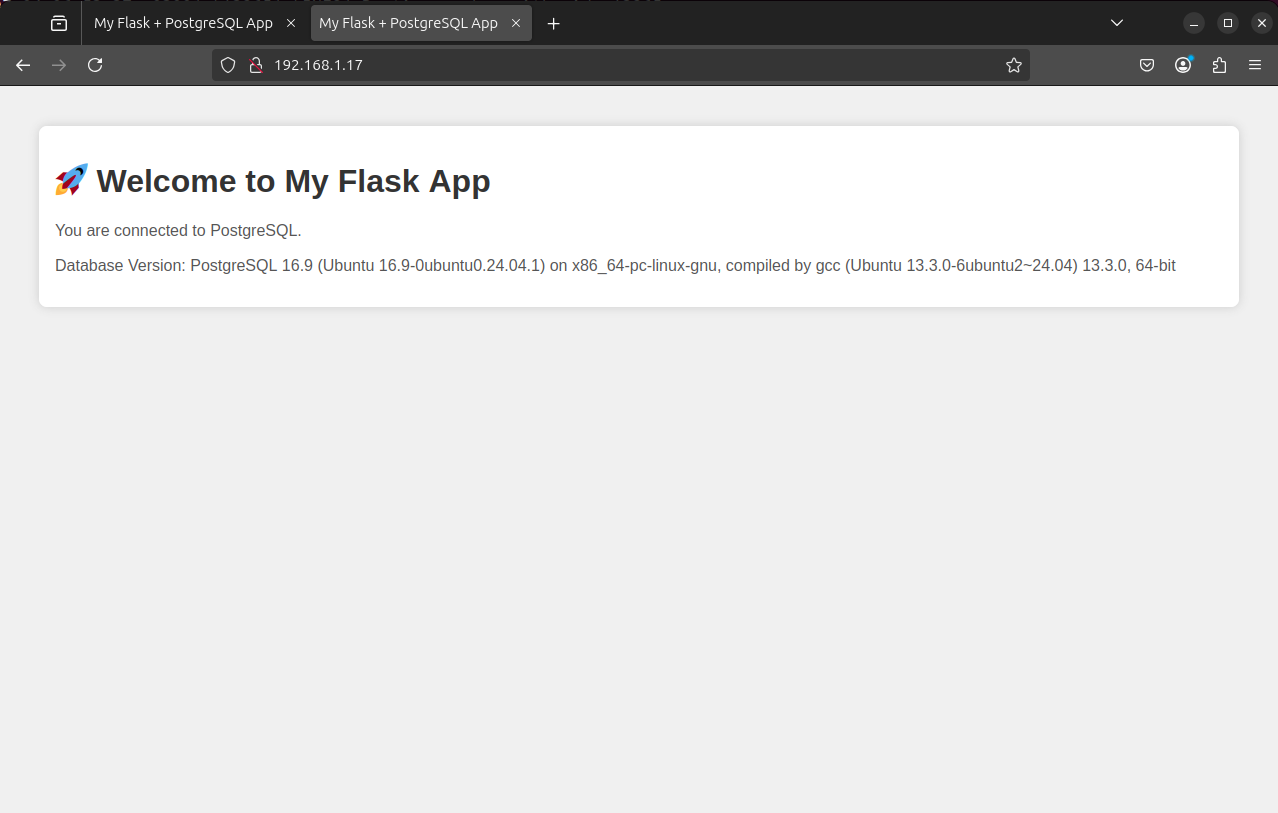 My Flask + PostgreSQL App
My Flask + PostgreSQL App
192.168.1.17
🚀 Welcome to My Flask App
You are connected to PostgreSQL.
Database Version: PostgreSQL 16.9 (Ubuntu 16.9-0ubuntu0.24.04.1) on x86_64-pc-linux-gnu, compiled by gcc (Ubuntu 13.3.0-6ubuntu2~24.04) 13.3.0, 64-bit